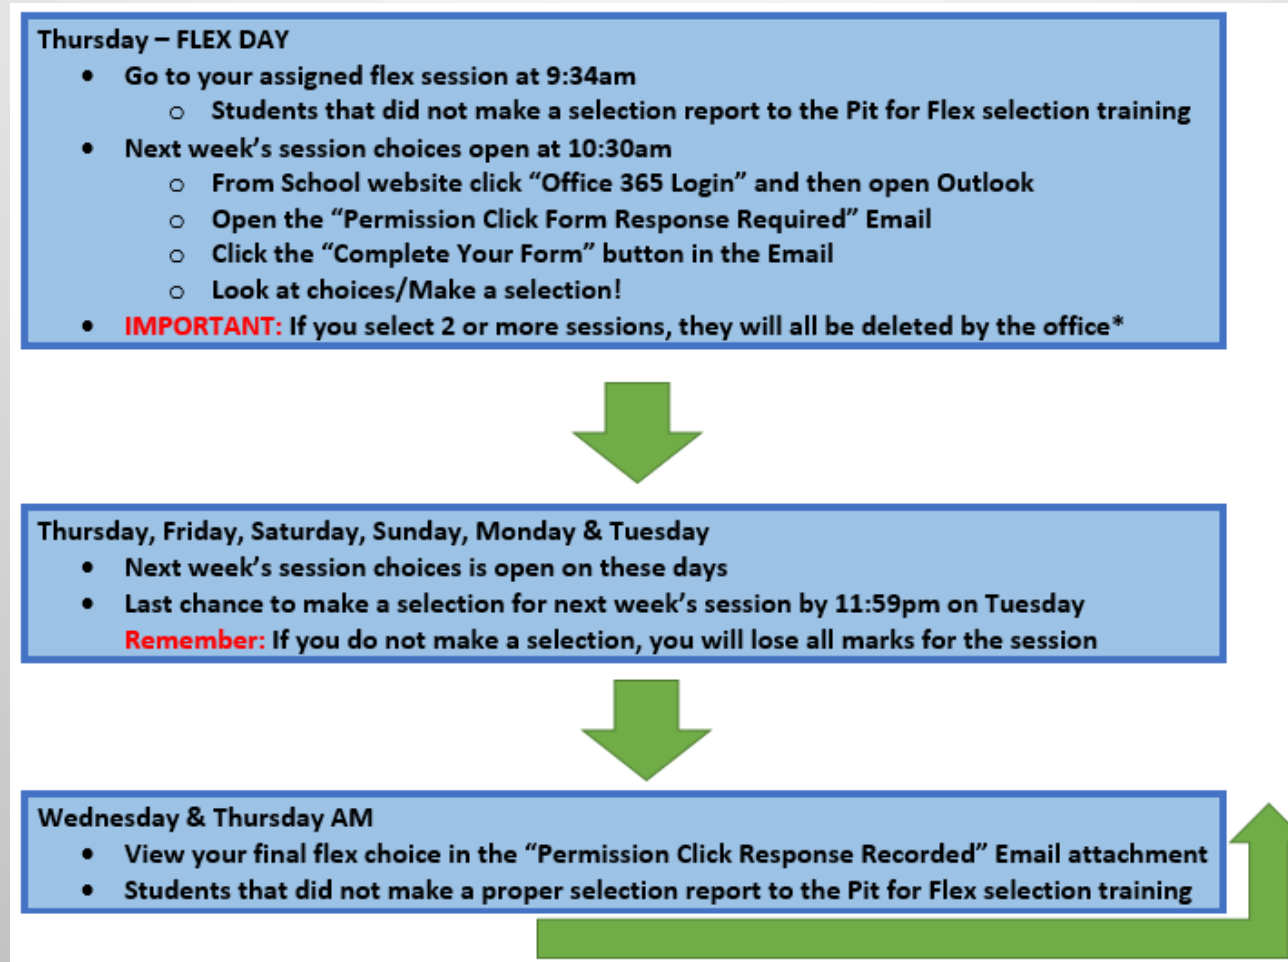 Thursday – FLEX DAY
• Go to your assigned flex session at 9:34am
o Students that did not make a selection report to the Pit for Flex selection training
• Next week’s session choices open at 10:30am
o From School website click “Office 365 Login” and then open Outlook
o Open the “Permission Click Form Response Required” Email
o Click the “Complete Your Form” button in the Email
o Look at choices/Make a selection!
• IMPORTANT: If you select 2 or more sessions, they will all be deleted by the office*
Thursday, Friday, Saturday, Sunday, Monday & Tuesday
• Next week’s session choices is open on these days
• Last chance to make a selection for next week’s session by 11:59pm on Tuesday
Remember: If you do not make a selection, you will lose all marks for the session
Wednesday & Thursday AM
• View your final flex choice in the “Permission Click Response Recorded” Email attachment
• Students that did not make a proper selection report to the Pit for Flex selection training